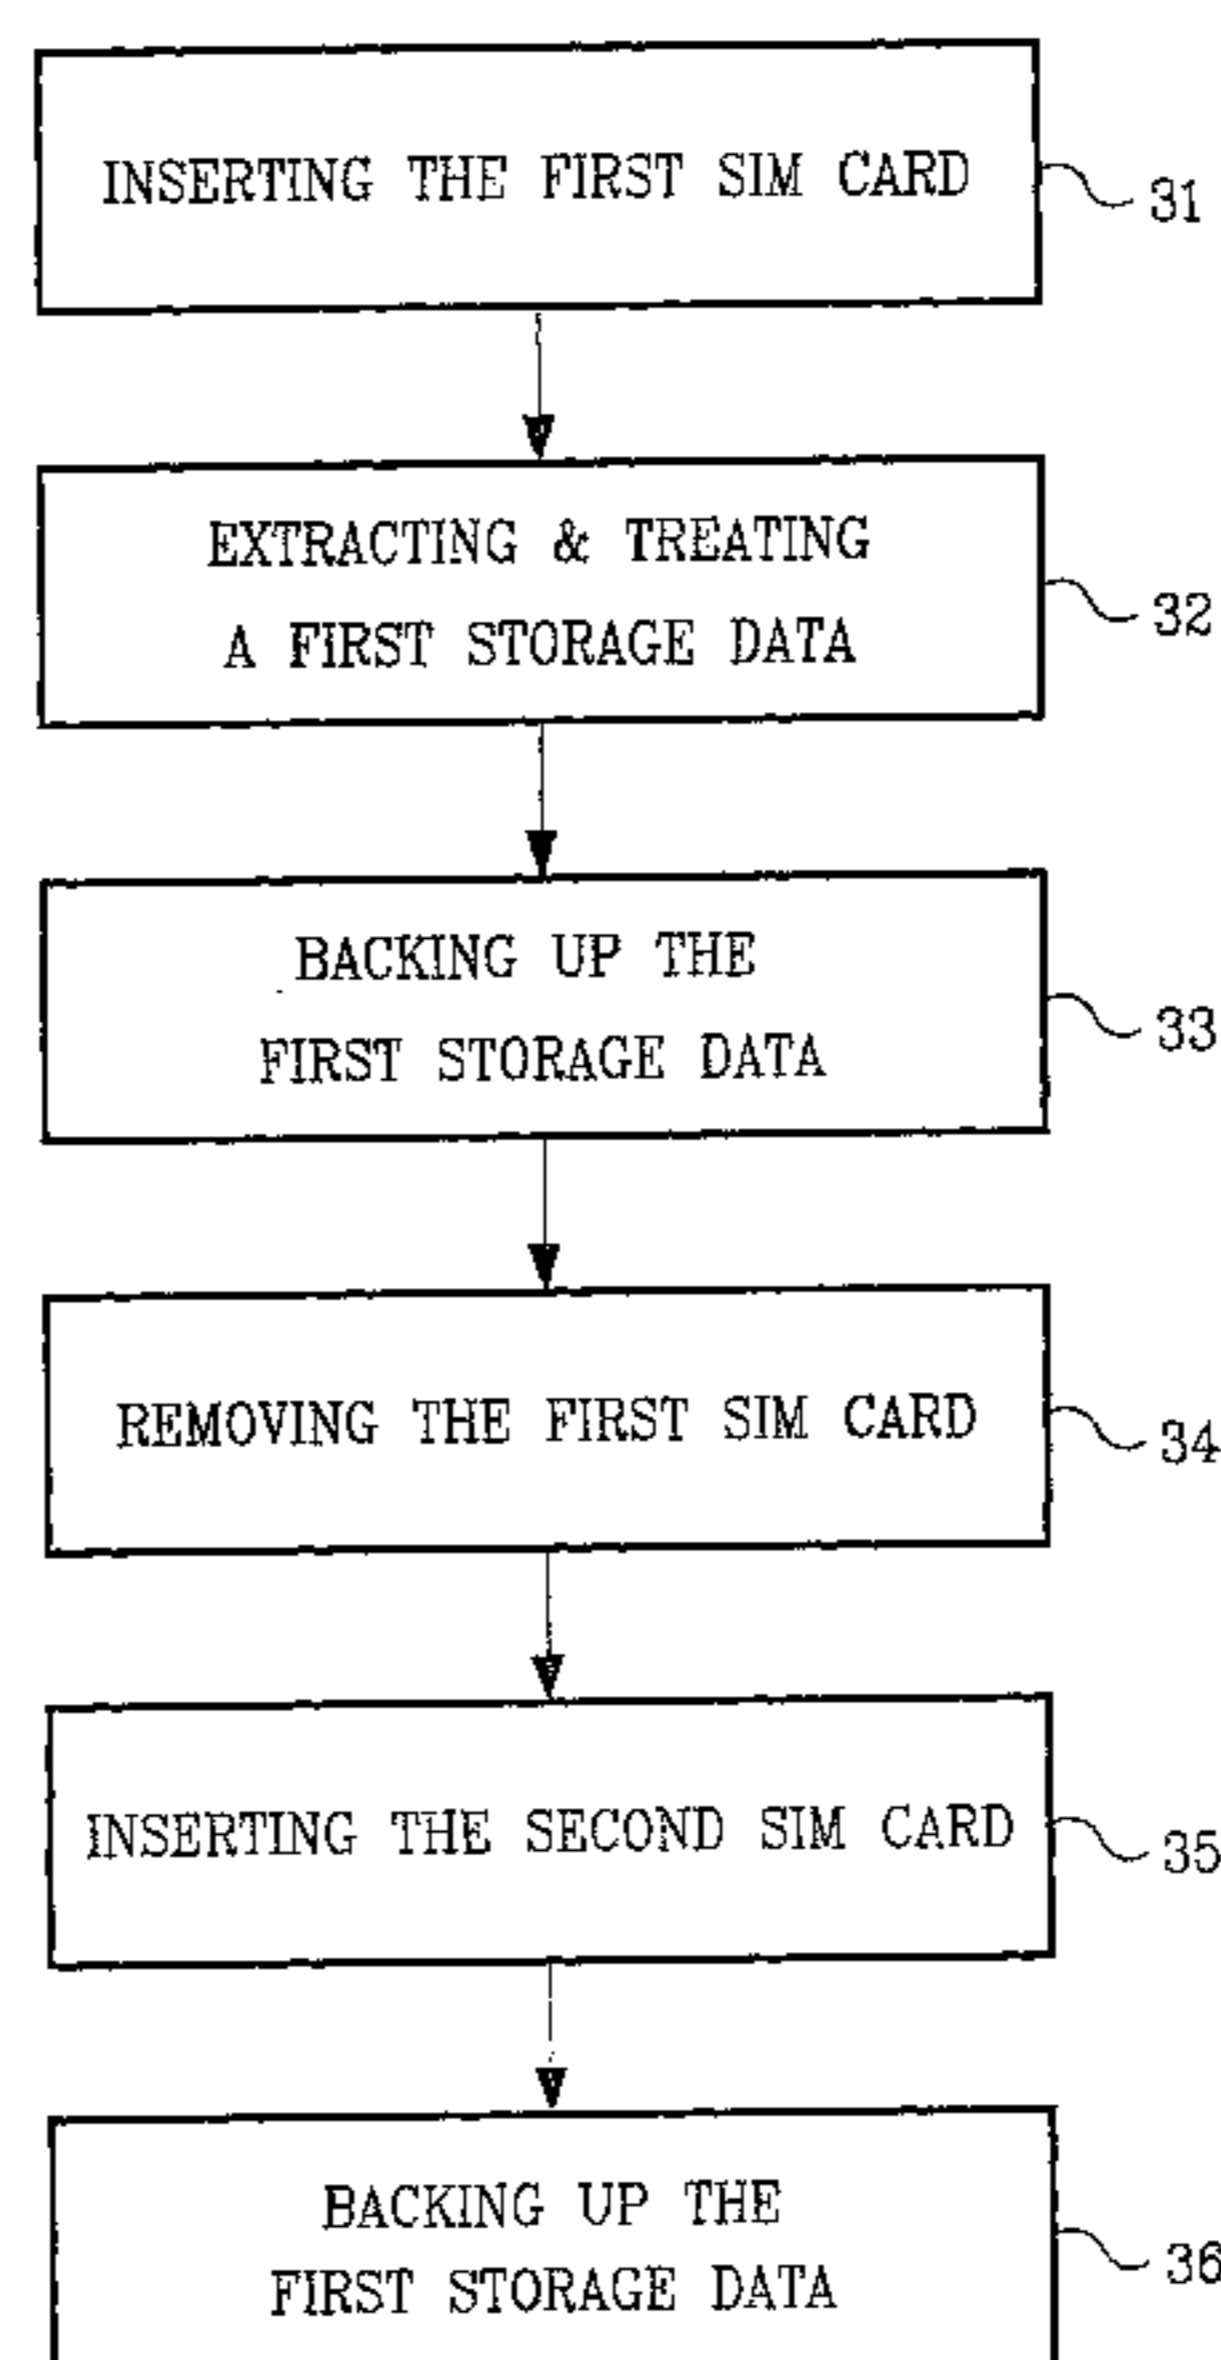 INSERTING THE FIRST SIM CARD
31
EXTRACTING & TREATING
A FIRST STORAGE DATA
32
BACKING UP THE
FIRST STORAGE DATA
33
REMOVING THE FIRST SIM CARD
34
INSERTING THE SECOND SIM CARD
35
BACKING UP THE
FIRST STORAGE DATA
36